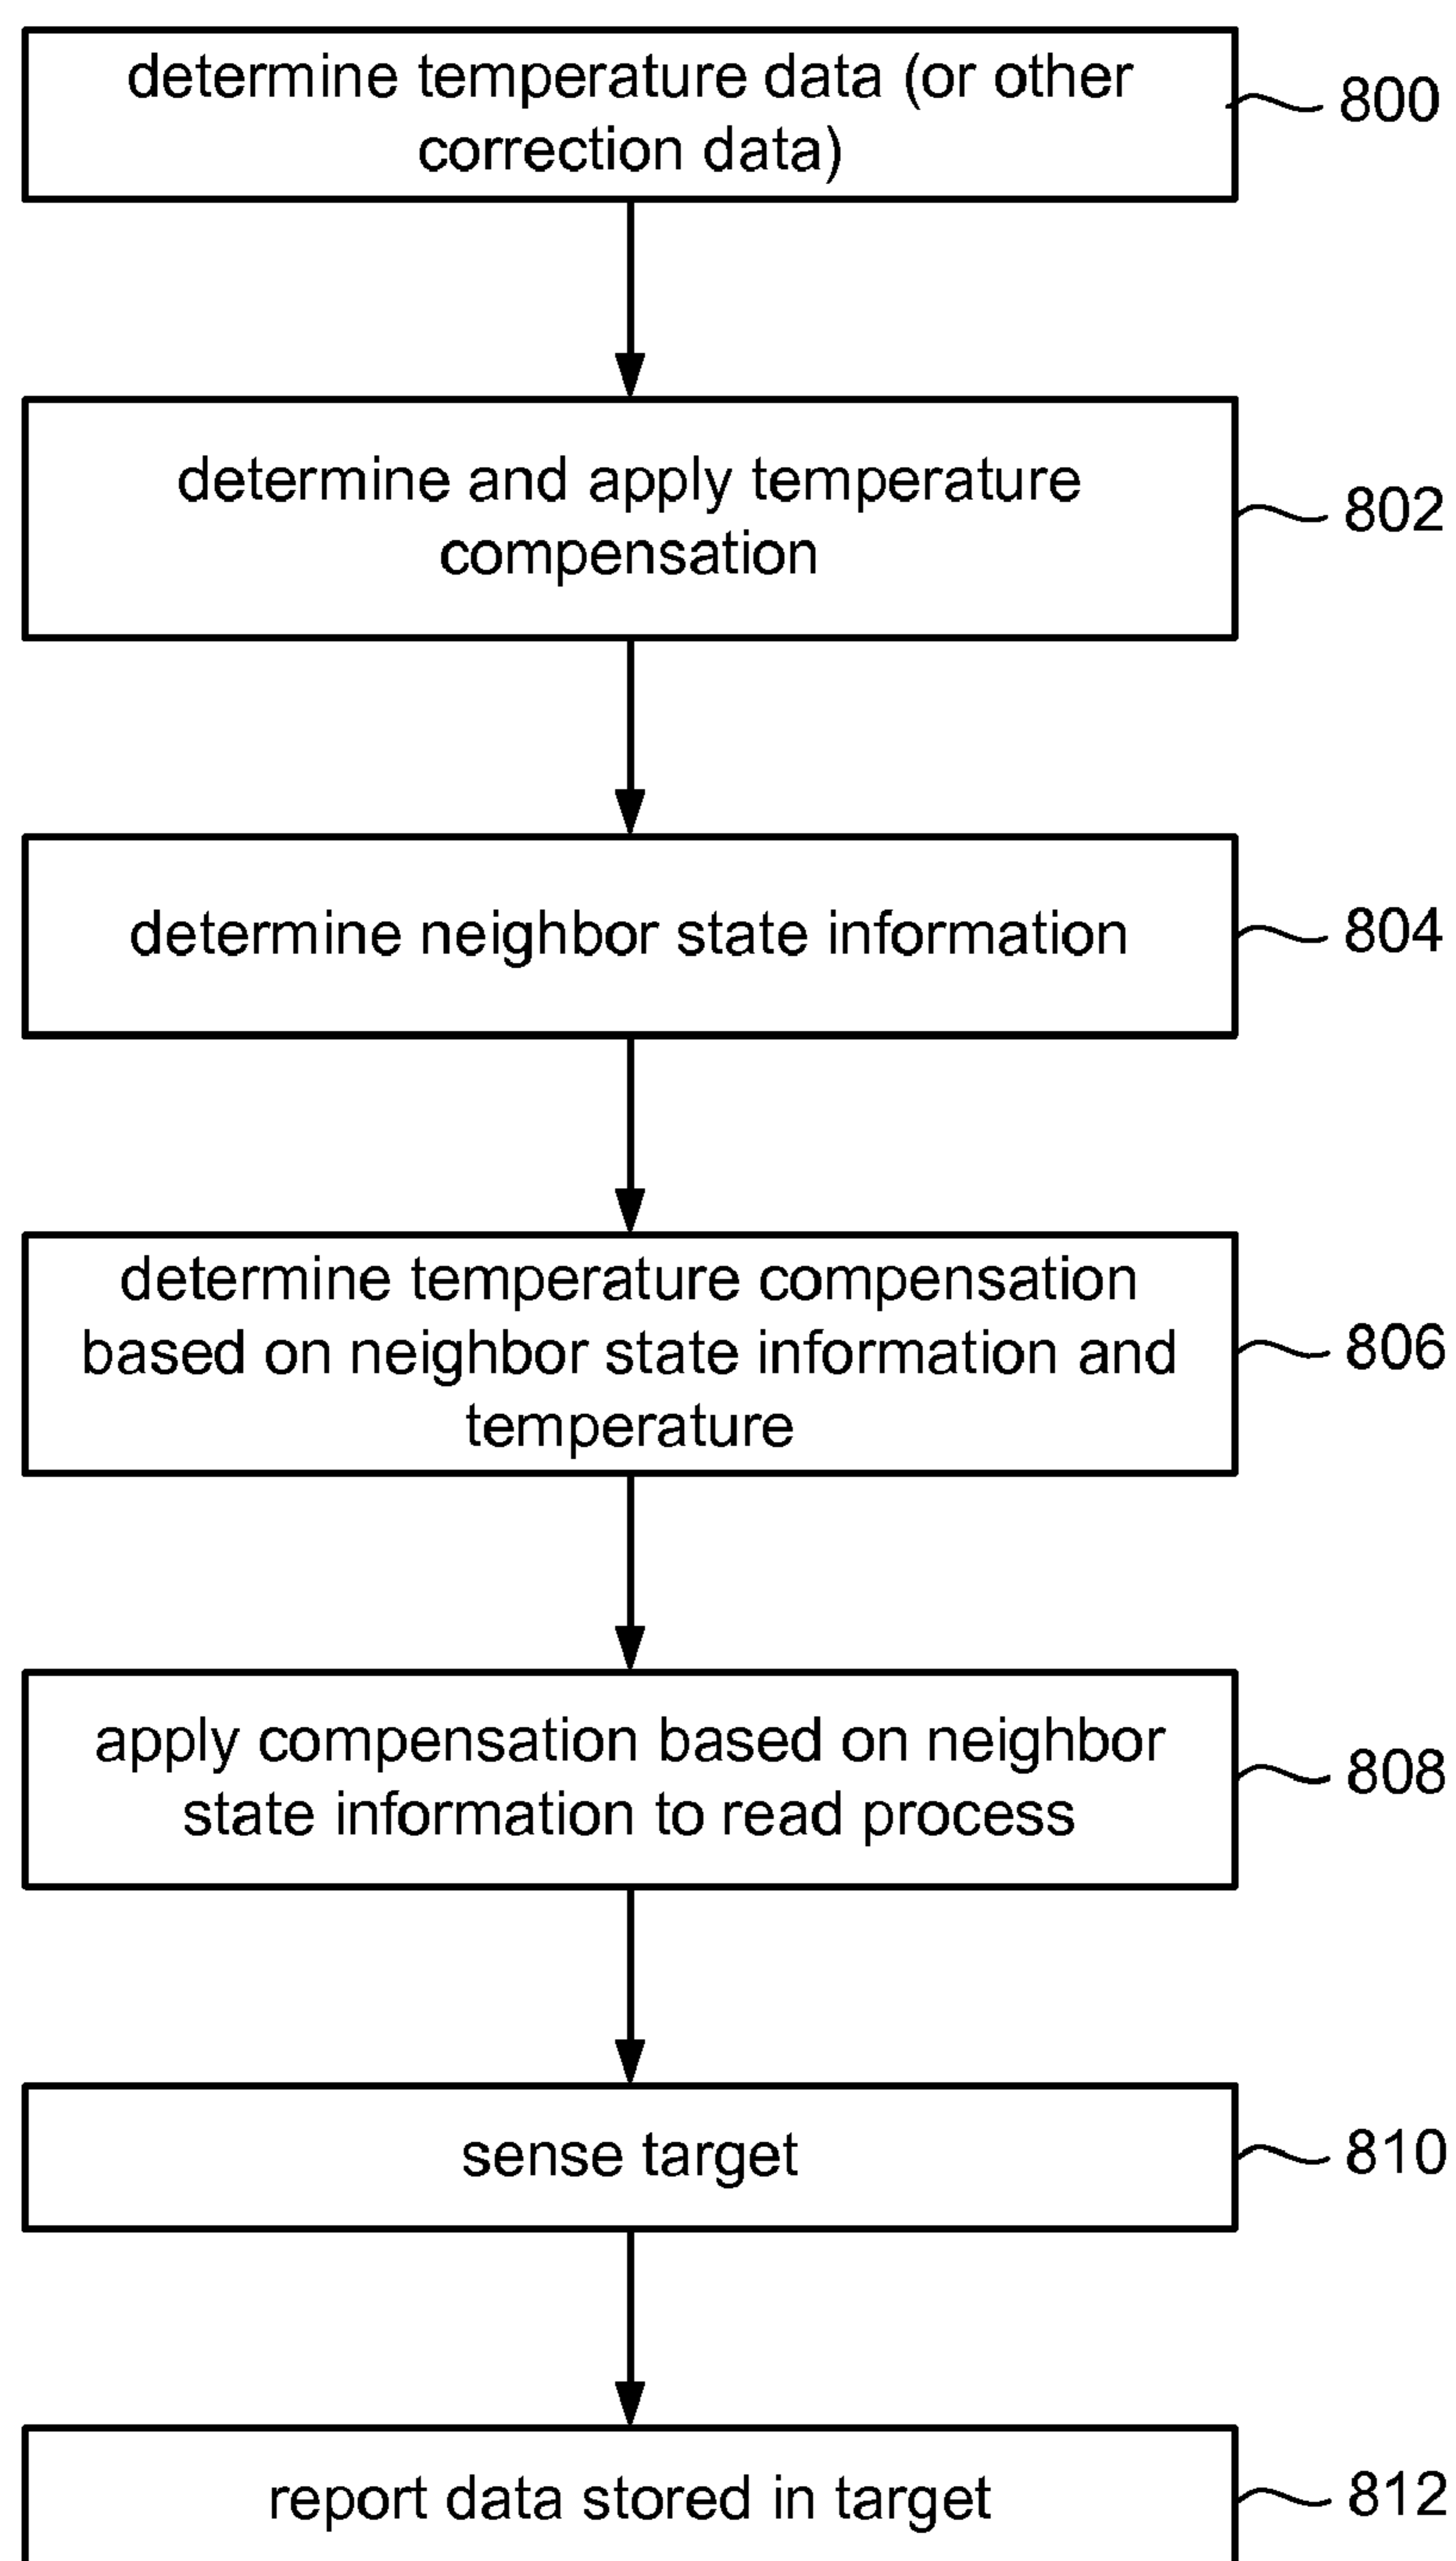 determine temperature data (or other
correction data)
800
determine and apply temperature
compensation
802
determine neighbor state information
804
determine temperature compensation
based on neighbor state information and
temperature
806
apply compensation based on neighbor
state information to read process
808
sense target
810
report data stored in target
812